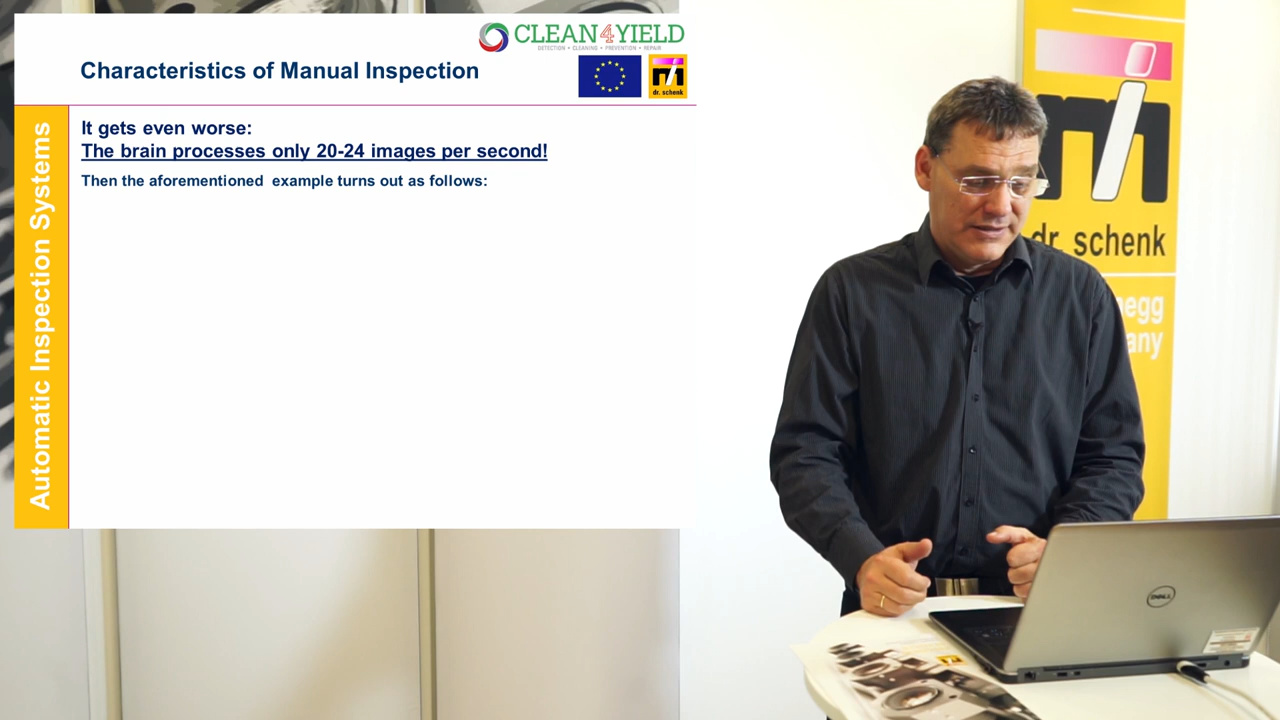 CLEAN4YIELD
DETECTION • CLEANING • PREVENTION • REPAIR
Characteristics of Manual Inspection
dr. schenk
Automatic Inspection Systems
It gets even worse:
The brain processes only 20-24 images per second!
Then the aforementioned example turns out as follows:
dr. schenk
DELL